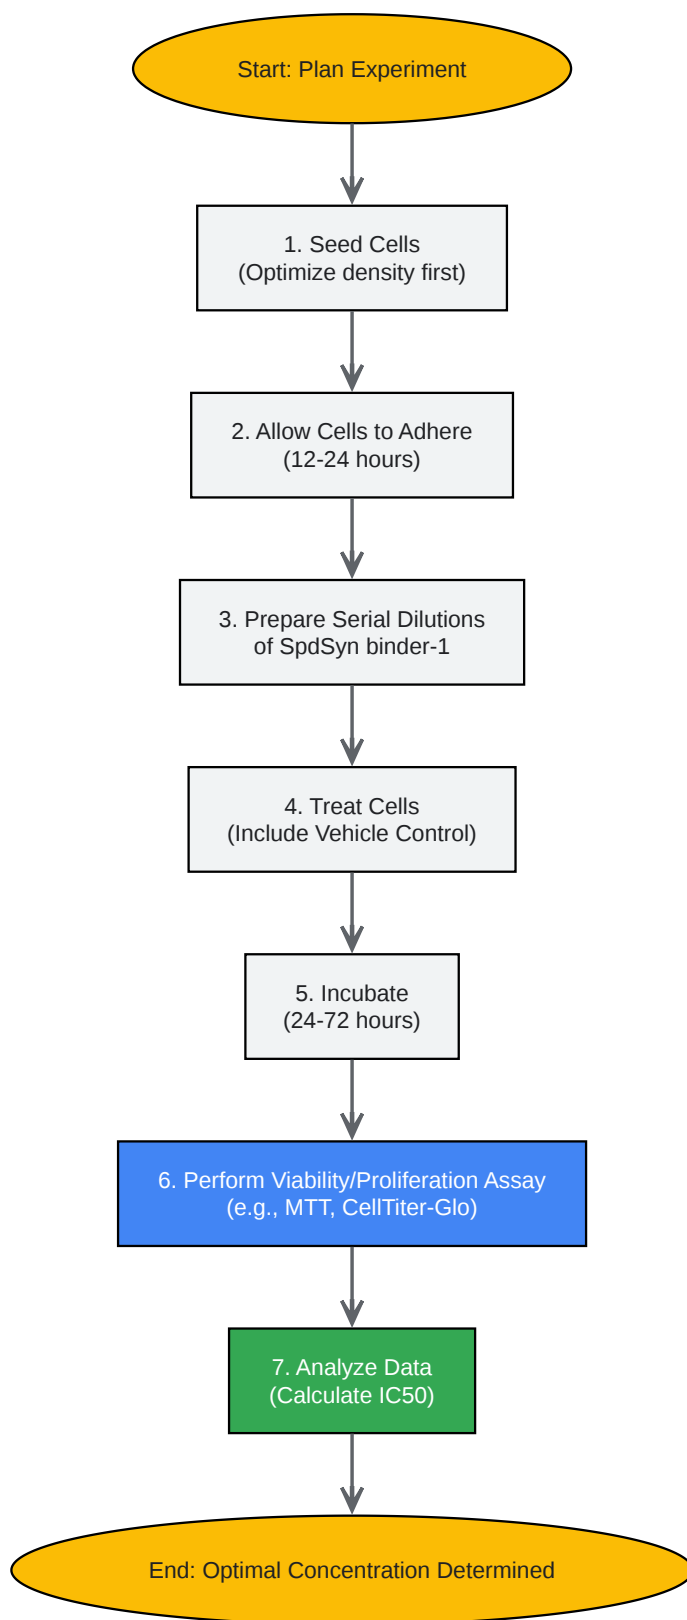 Start: Plan Experiment
1. Seed Cells
(Optimize density first)
2. Allow Cells to Adhere
(12-24 hours)
3. Prepare Serial Dilutions
of SpdSyn binder-1
4. Treat Cells
(Include Vehicle Control)
5. Incubate
(24-72 hours)
6. Perform Viability/Proliferation Assay
(e.g., MTT, CellTiter-Glo)
7. Analyze Data
(Calculate IC50)
End: Optimal Concentration Determined